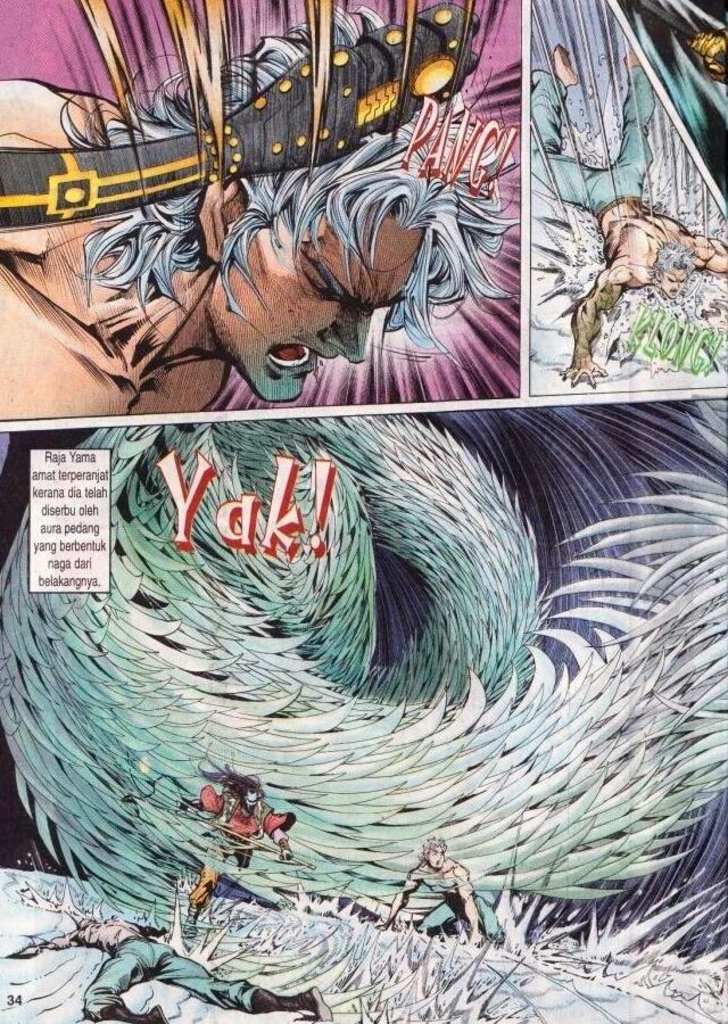 PANG!
KLONG!
Raja Yama
amat terperanjat
kerana dia telah
diserbu oleh
aura pedang
yang berbentuk
naga dari
belakangnya.
Yak!
34